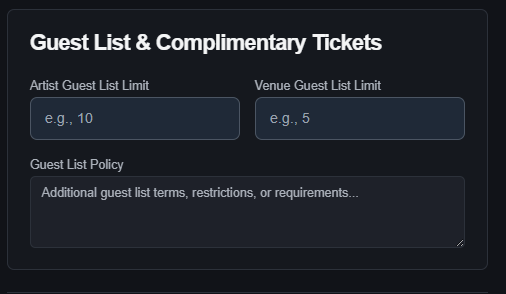 Guest List & Complimentary Tickets
Artist Guest List Limit
Venue Guest List Limit
e.g., 10
e.g., 5
Guest List Policy
Additional guest list terms, restrictions, or requirements...